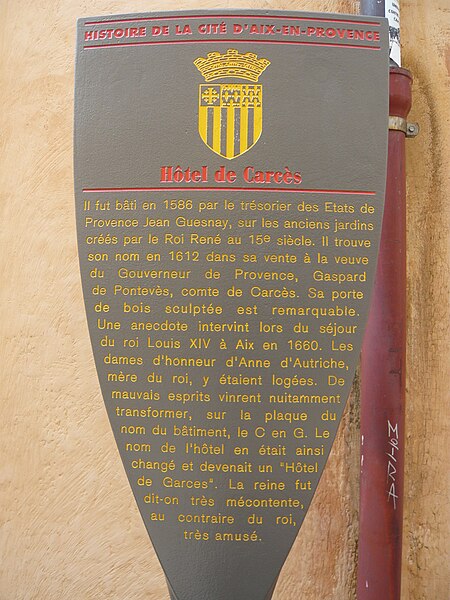 HISTOIRE DE LA CITÉ D'AIX-EN-PROVENCE
Hôtel de Carcès
Il fut bâti en 1586 par le trésorier des Etats de
Provence Jean Guesnay, sur les anciens jardins
créés par le Roi René au 15e siècle. Il trouve
son nom en 1612 dans sa vente à la veuve
du Gouverneur de Provence, Gaspard
de Pontevès, comte de Carcès. Sa porte
de bois sculptée est remarquable.
Une anecdote intervint lors du séjour
du roi Louis XIV à Aix en 1660. Les
dames d'honneur d'Anne d'Autriche,
mère du roi, y étaient logées. De
mauvais esprits vinrent nuitamment
transformer, sur la plaque du
nom du bâtiment, le C en G. Le
nom de l'hôtel en était ainsi
changé et devenait un "Hôtel
de Garces". La reine fut
dit-on très mécontente,
au contraire du roi,
très amusé.